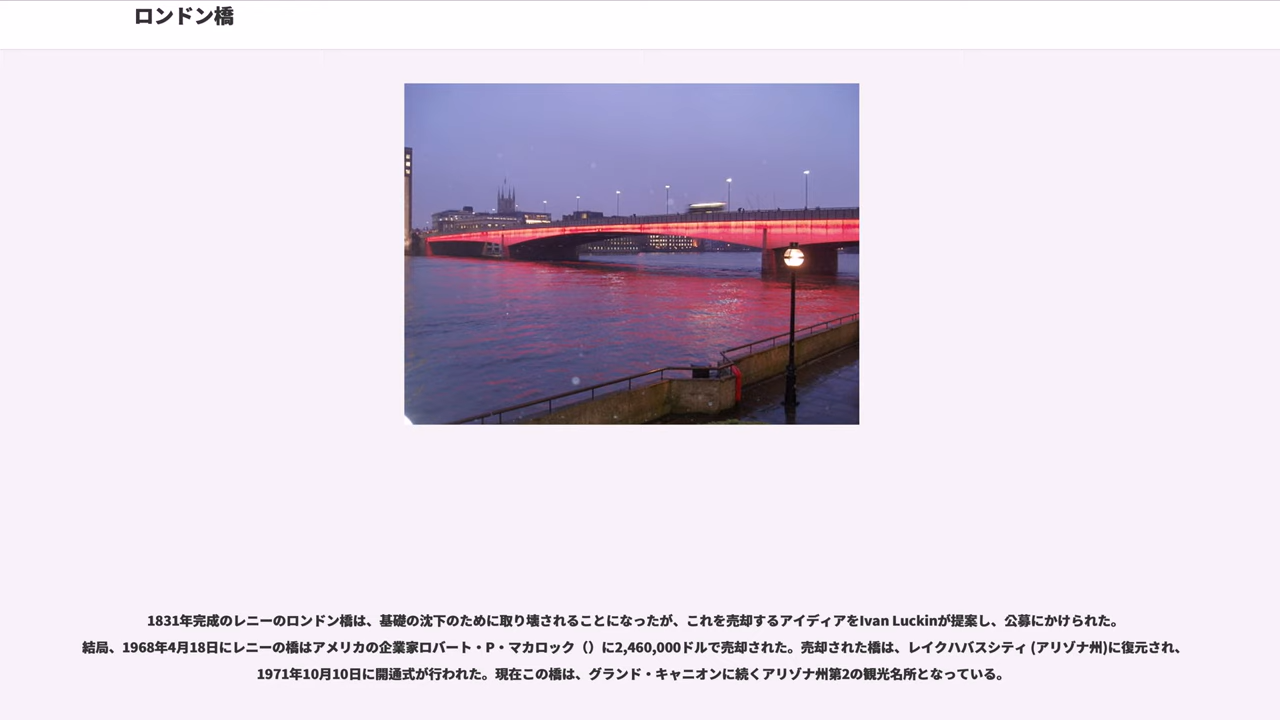 ロンドン橋
1831年完成のレニーのロンドン橋は、基礎の沈下のために取り壊されることになったが、これを売却するアイディアをIvan Luckinが提案し、公募にかけられた。
結局、1968年4月18日にレニーの橋はアメリカの企業家ロバート・P・マカロック（）に2,460,000ドルで売却された。売却された橋は、レイクハバスシティ (アリゾナ州)に復元され、
1971年10月10日に開通式が行われた。現在この橋は、グランド・キャニオンに続くアリゾナ州第2の観光名所となっている。